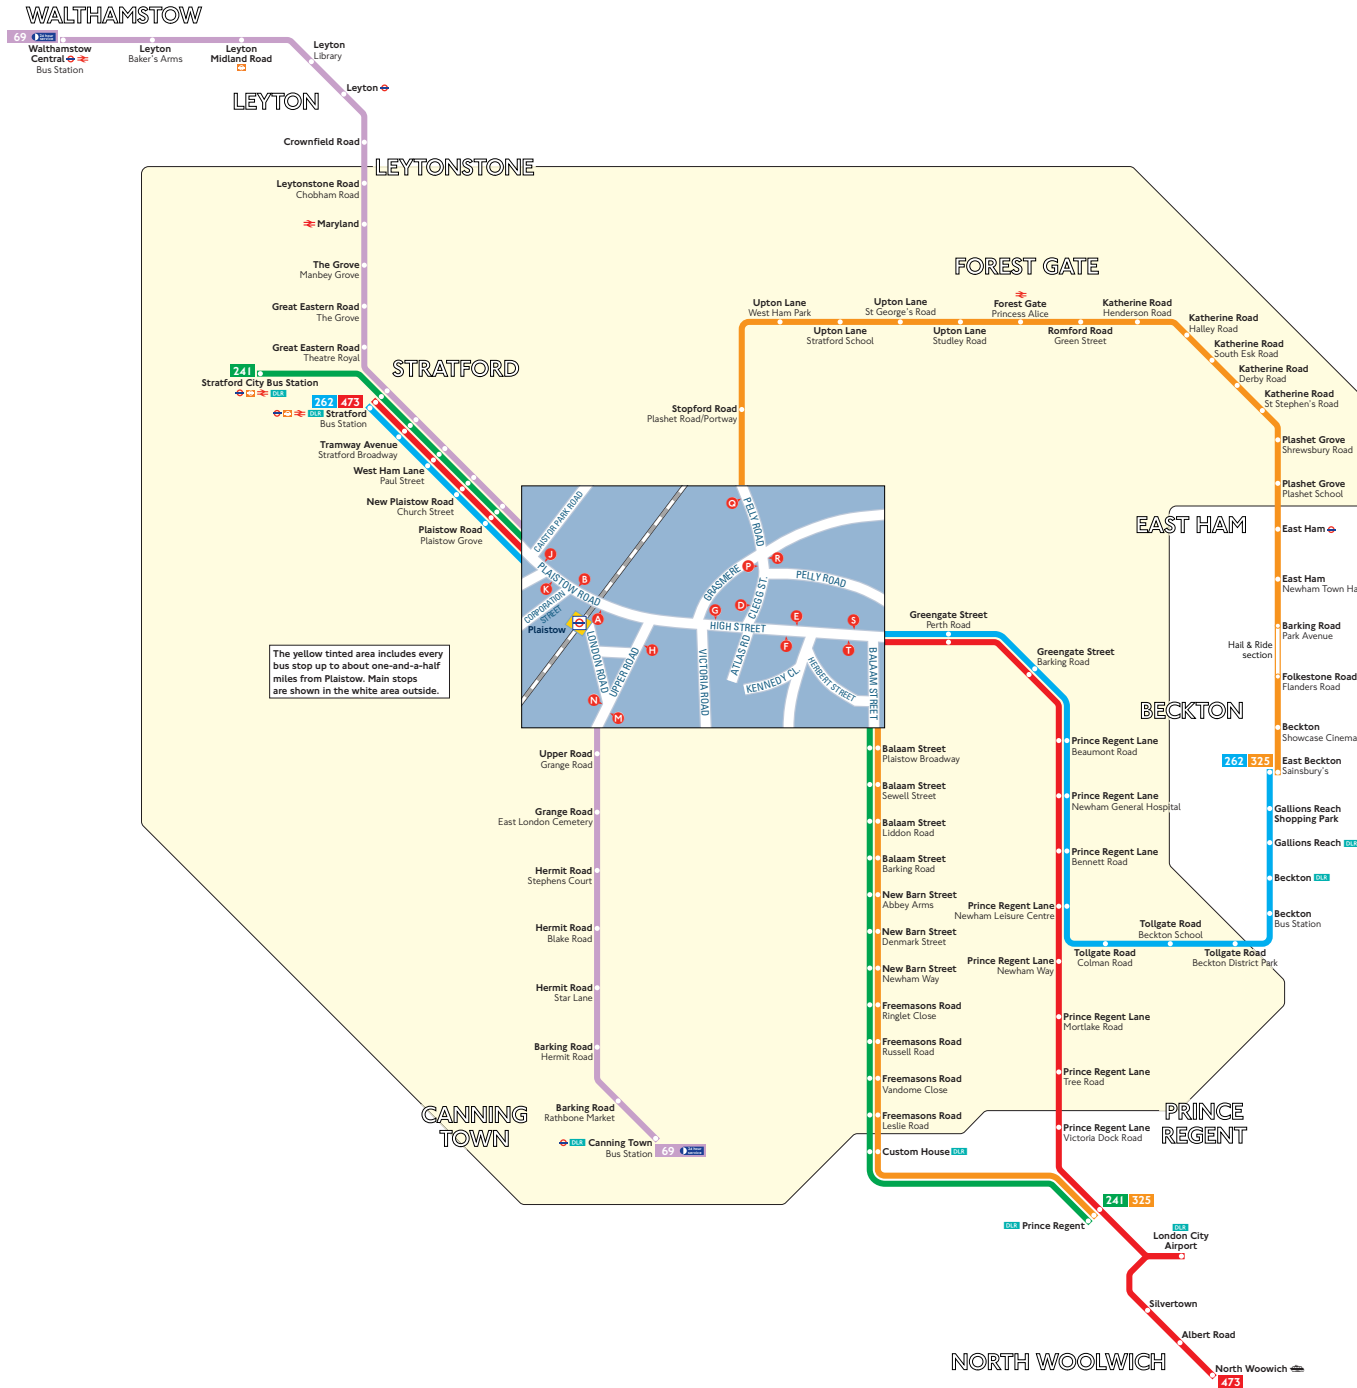 WALTHAMSTOW
69 24 hour service
Walthamstow
Central
Bus Station
Leyton
Baker's Arms
Leyton
Midland Road
Leyton
Library
Leyton
LEYTON
Crownfield Road
LEYTONSTONE
Leytonstone Road
Chobham Road
Maryland
The Grove
Manbey Grove
Great Eastern Road
The Grove
Great Eastern Road
Theatre Royal
STRATFORD
241
Stratford City Bus Station
DLR
262 473
DLR Stratford
Bus Station
Tramway Avenue
Stratford Broadway
West Ham Lane
Paul Street
New Plaistow Road
Church Street
Plaistow Road
Plaistow Grove
FOREST GATE
Upton Lane
West Ham Park
Upton Lane
Stratford School
Upton Lane
St George's Road
Upton Lane
Studley Road
Forest Gate
Princess Alice
Romford Road
Green Street
Katherine Road
Henderson Road
Katherine Road
Halley Road
Katherine Road
South Esk Road
Katherine Road
Derby Road
Katherine Road
St Stephen's Road
Stopford Road
Plashet Road/Portway
Plashet Grove
Shrewsbury Road
Plashet Grove
Plashet School
EAST HAM
East Ham
East Ham
Newham Town Ha
Barking Road
Park Avenue
Hail & Ride
section
Folkestone Road
Flanders Road
BECKTON
Beckton
Showcase Cinema
262 325
East Beckton
Sainsbury's
Gallions Reach
Shopping Park
Gallions Reach DLR
Beckton DLR
Beckton
Bus Station
CAISTOR PARK ROAD
PLAISTOW ROAD
CORPORATION
STREET
Plaistow
LONDON ROAD
UPPER ROAD
VICTORIA ROAD
HIGH STREET
GRASMERE
PELLY ROAD
PELLY ROAD
CLEGG ST.
ATLAS RD
KENNEDY CL.
HERBERT STREET
BALAAM STREET
J
K
B
A
H
N
M
Q
P
R
D
G
E
F
S
T
The yellow tinted area includes every
bus stop up to about one-and-a-half
miles from Plaistow. Main stops
are shown in the white area outside.
Greengate Street
Perth Road
Greengate Street
Barking Road
Prince Regent Lane
Beaumont Road
Prince Regent Lane
Newham General Hospital
Prince Regent Lane
Bennett Road
Prince Regent Lane
Newham Leisure Centre
Prince Regent Lane
Newham Way
Prince Regent Lane
Mortlake Road
Prince Regent Lane
Tree Road
Prince Regent Lane
Victoria Dock Road
Tollgate Road
Colman Road
Tollgate Road
Beckton School
Tollgate Road
Beckton District Park
Upper Road
Grange Road
Grange Road
East London Cemetery
Hermit Road
Stephens Court
Hermit Road
Blake Road
Hermit Road
Star Lane
Barking Road
Hermit Road
Barking Road
Rathbone Market
CANNING
TOWN
DLR Canning Town
Bus Station
69 24 hour service
Balaam Street
Plaistow Broadway
Balaam Street
Sewell Street
Balaam Street
Liddon Road
Balaam Street
Barking Road
New Barn Street
Abbey Arms
New Barn Street
Denmark Street
New Barn Street
Newham Way
Freemasons Road
Ringlet Close
Freemasons Road
Russell Road
Freemasons Road
Vandome Close
Freemasons Road
Leslie Road
Custom House DLR
PRINCE
REGENT
241 325
DLR Prince Regent
DLR
London City
Airport
Silvertown
Albert Road
NORTH WOOLWICH
North Woowich
473